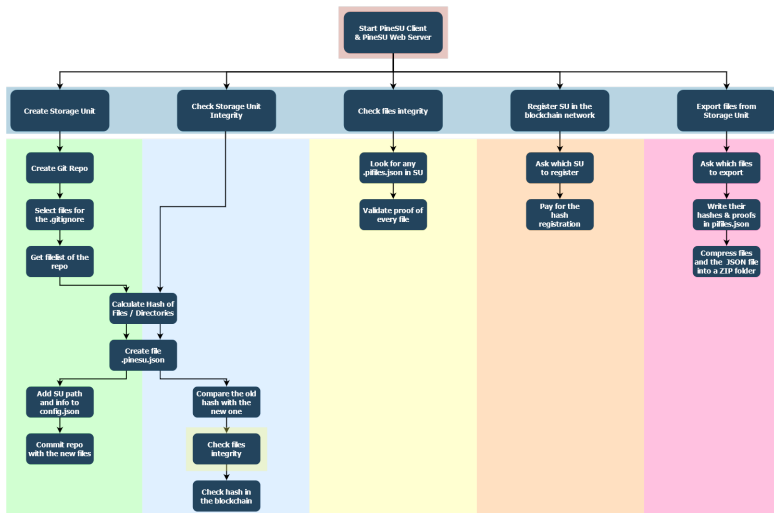 Start PineSU Client
& PineSU Web Server
Create Storage Unit
Check Storage Unit
Integrity
Check files integrity
Register SU in the
blockchain network
Export files from
Storage Unit
Create Git Repo
Look for any
.pifiles.json in SU
Ask which SU
to register
Ask which files
to export
Select files for
the .gitignore
Validate proof of
every file
Pay for the
hash registration
Write their
hashes & proofs
in pifiles.json
Get filelist of the
repo
Compress files
and the JSON file
into a ZIP folder
Calculate Hash of
Files / Directories
Create file
.pinesu.json
Add SU path
and info to
config.json
Compare the old
hash with the
new one
Commit repo
with the new files
Check files
integrity
Check hash in
the blockchain